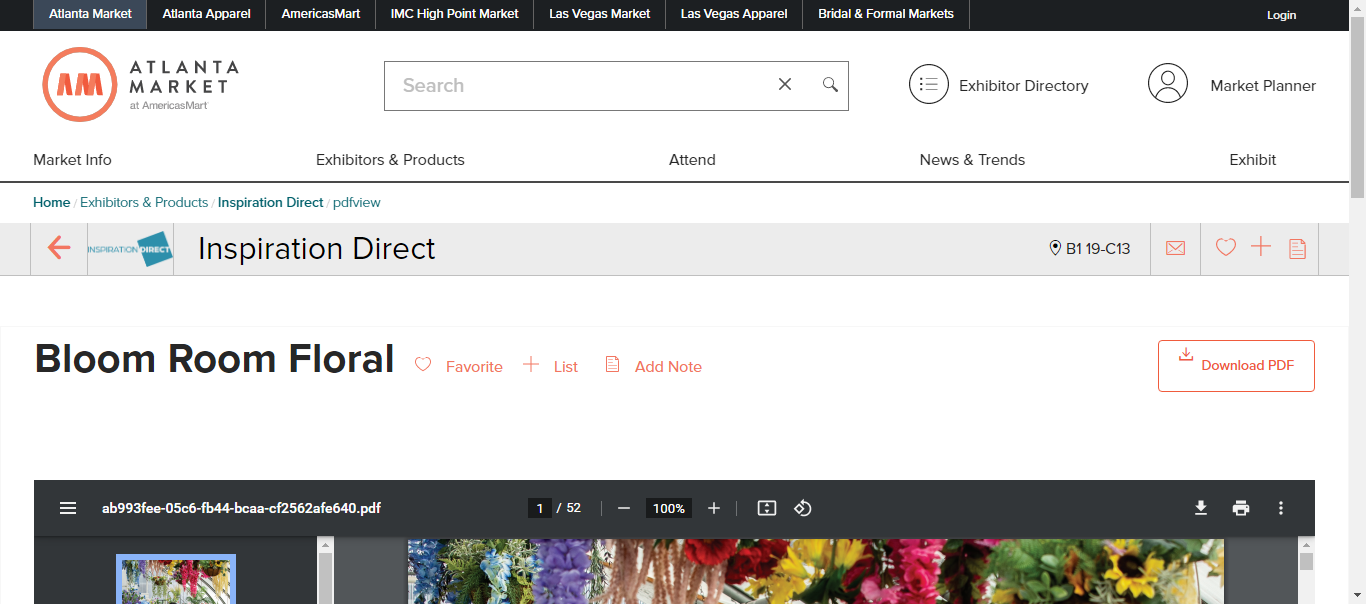 Atlanta Market Atlanta Apparel AmericasMart IMC High Point Market Las Vegas Market Las Vegas Apparel Bridal & Formal Markets Login
ATLANTA
MARKET
at AmericasMart
Search
Exhibitor Directory
Market Planner
Market Info Exhibitors & Products Attend News & Trends Exhibit
Home / Exhibitors & Products / Inspiration Direct / pdfview
INSPIRATION DIRECT
Inspiration Direct
B1 19-C13
Bloom Room Floral
Favorite
List
Add Note
Download PDF
ab993fee-05c6-fb44-bcaa-cf2562afe640.pdf 1 / 52 100%